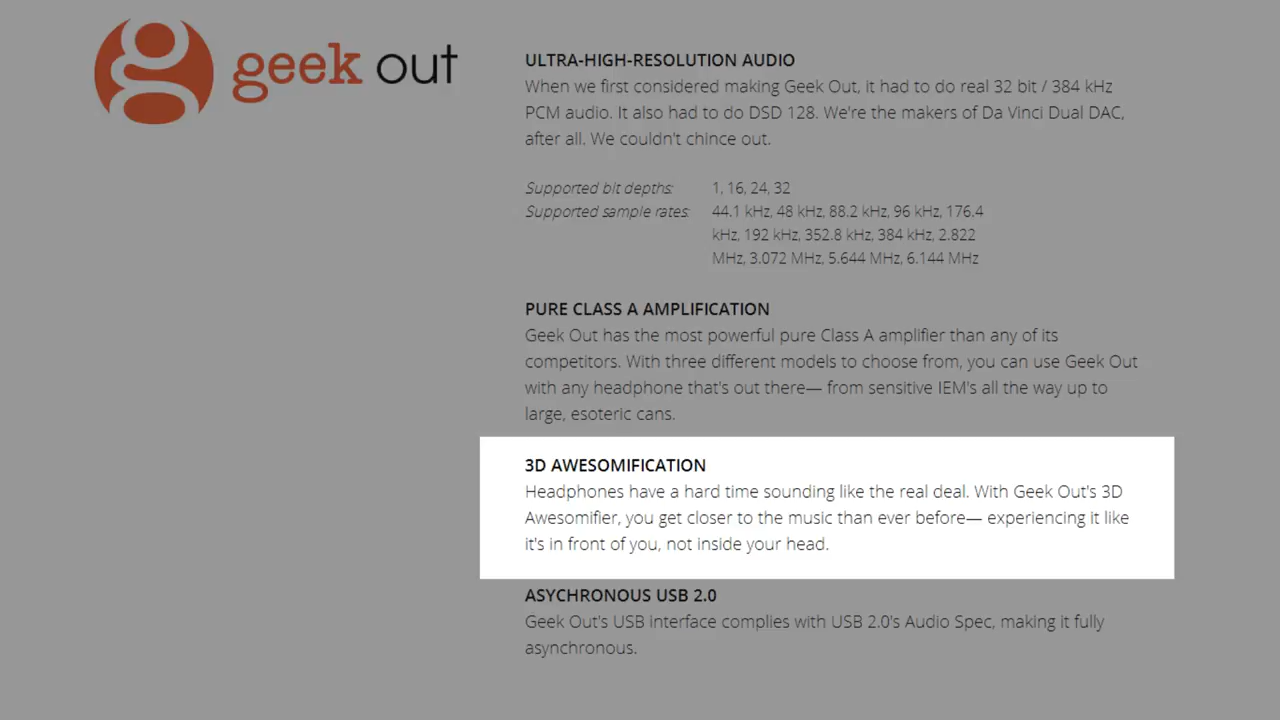 geek out
ULTRA-HIGH-RESOLUTION AUDIO
When we first considered making Geek Out, it had to do real 32 bit / 384 kHz
PCM audio. It also had to do DSD 128. We're the makers of Da Vinci Dual DAC,
after all. We couldn't chince out.
Supported bit depths: 1, 16, 24, 32
Supported sample rates: 44.1 kHz, 48 kHz, 88.2 kHz, 96 kHz, 176.4
kHz, 192 kHz, 352.8 kHz, 384 kHz, 2.822
MHz, 3.072 MHz, 5.644 MHz, 6.144 MHz
PURE CLASS A AMPLIFICATION
Geek Out has the most powerful pure Class A amplifier than any of its
competitors. With three different models to choose from, you can use Geek Out
with any headphone that's out there— from sensitive IEM's all the way up to
large, esoteric cans.
3D AWESOMIFICATION
Headphones have a hard time sounding like the real deal. With Geek Out's 3D
Awesomifier, you get closer to the music than ever before— experiencing it like
it's in front of you, not inside your head.
ASYCHRONOUS USB 2.0
Geek Out's USB interface complies with USB 2.0's Audio Spec, making it fully
asynchronous.